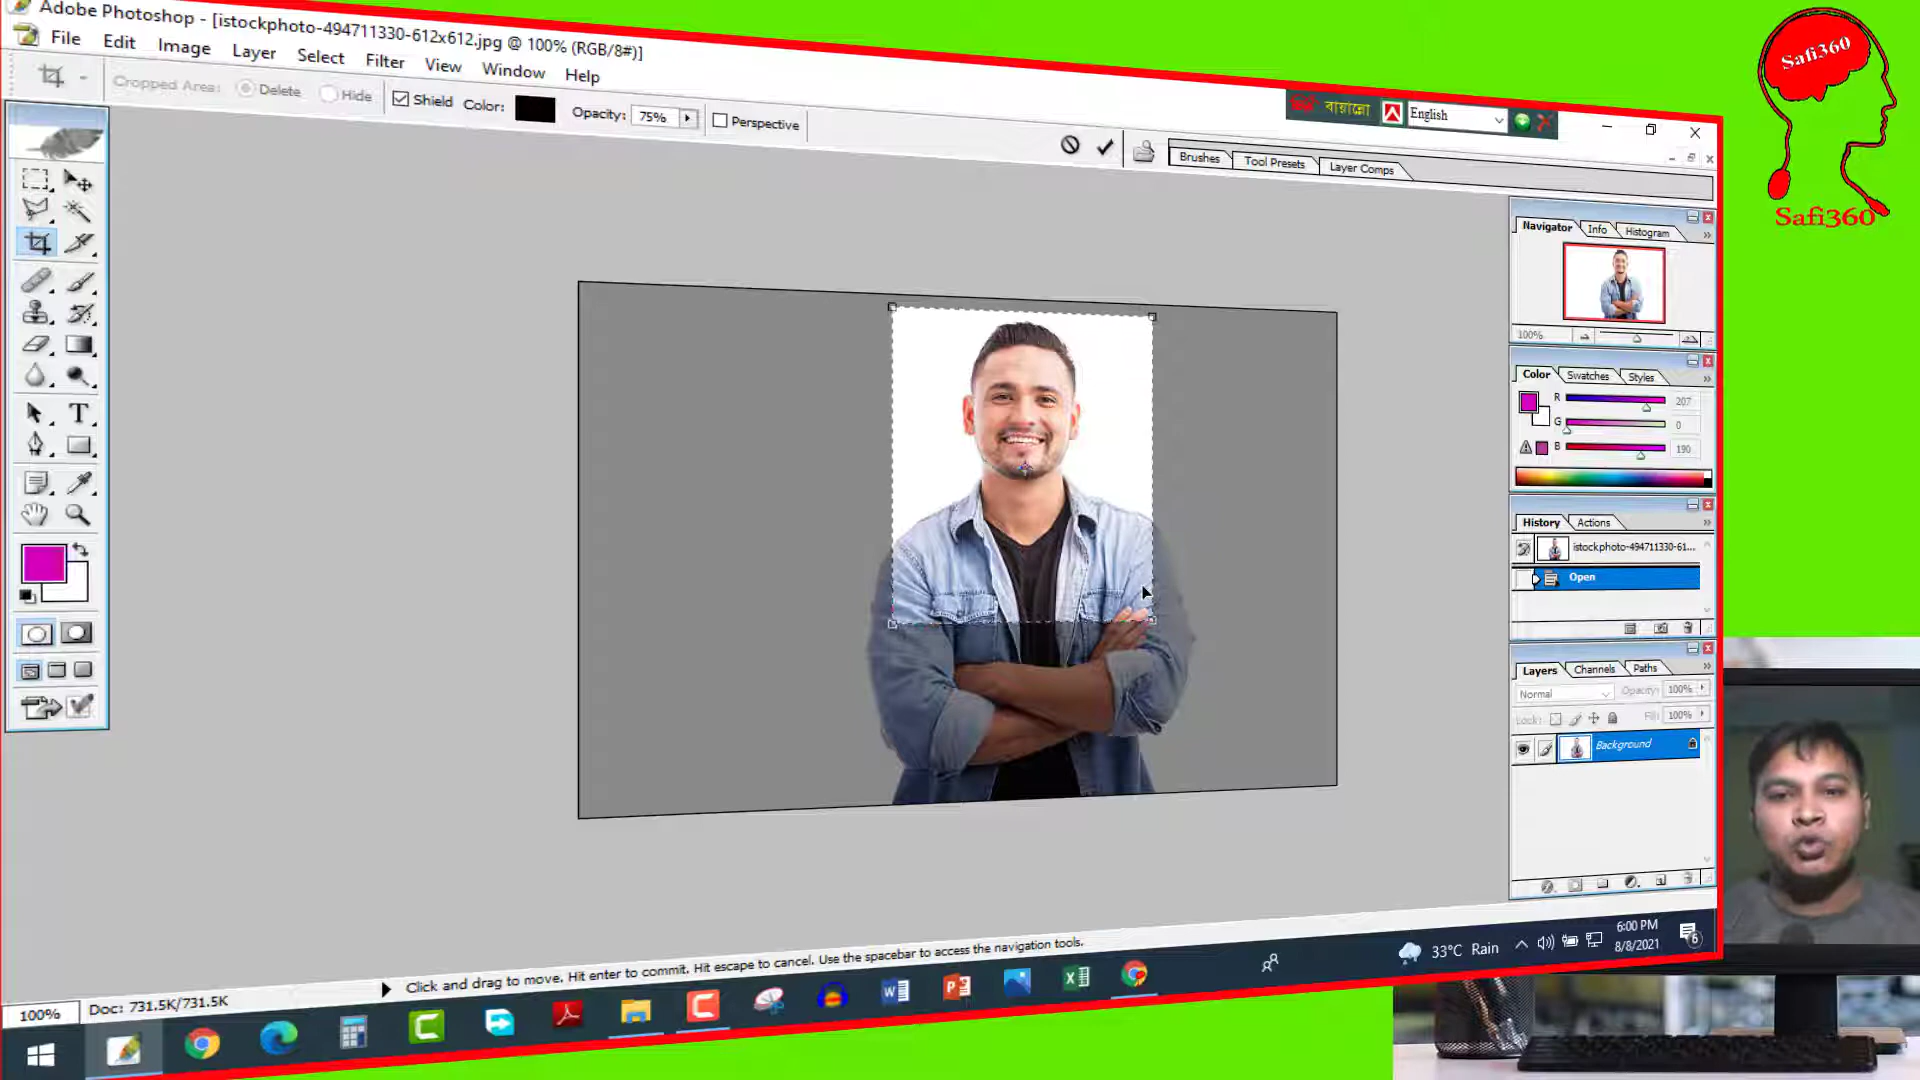 Adobe Photoshop - [istockphoto-494711330-612x612.jpg @ 100% (RGB/8#)]
File Edit Image Layer Select Filter View Window Help
Cropped Area: Delete Hide Shield Color: Opacity: 75% Perspective
বায়ান্নো English
Brushes Tool Presets Layer Comps
Safi360
Safi360
Navigator Info Histogram
100%
Color Swatches Styles
R 207
G 0
B 190
History Actions
istockphoto-494711330-61...
Open
Layers Channels Paths
Normal Opacity: 100%
Lock: Fill: 100%
Background
T
Click and drag to move. Hit enter to commit. Hit escape to cancel. Use the spacebar to access the navigation tools.
100% Doc: 731.5K/731.5K
33°C Rain
6:00 PM
8/8/2021
6